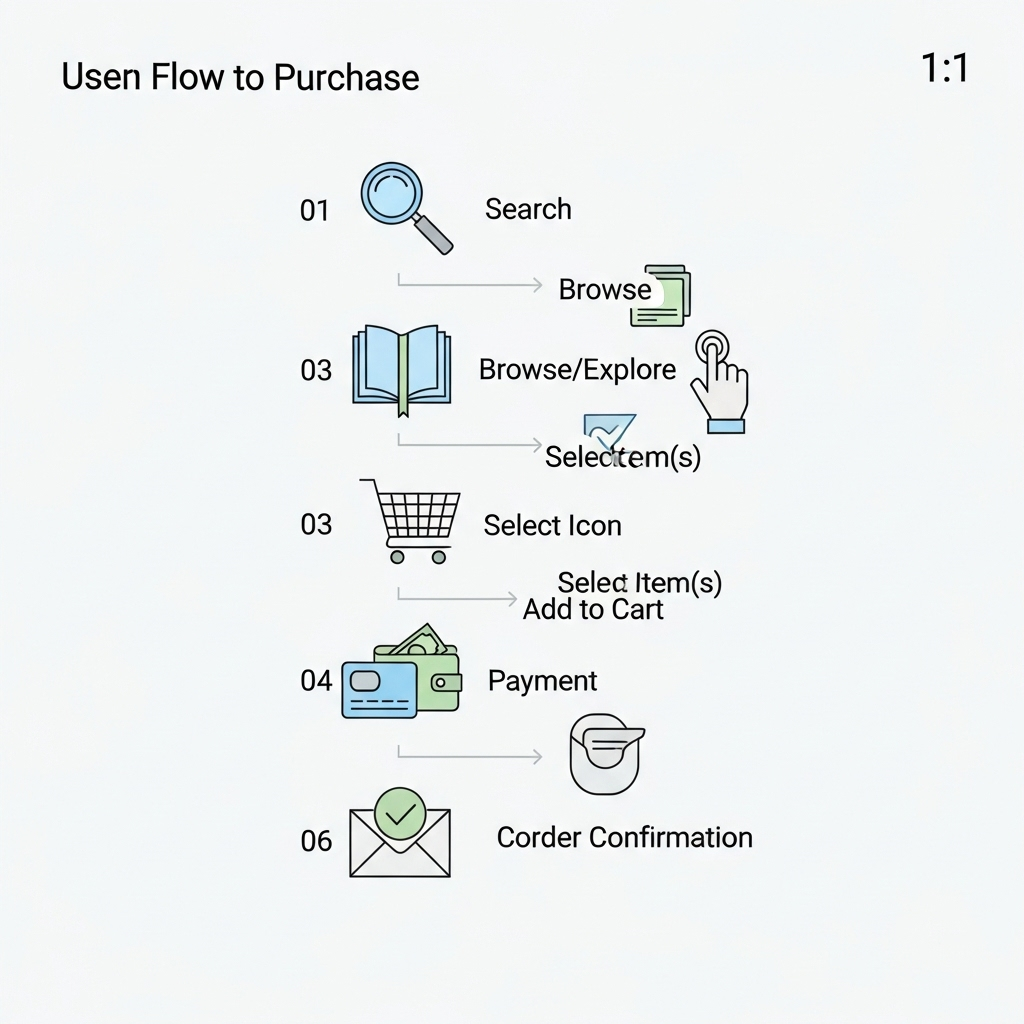 Usen Flow to Purchase
1:1
01 Search
Browse
03 Browse/Explore
03 Select Icon
Select Item(s)
Add to Cart
04 Payment
06 Corder Confirmation